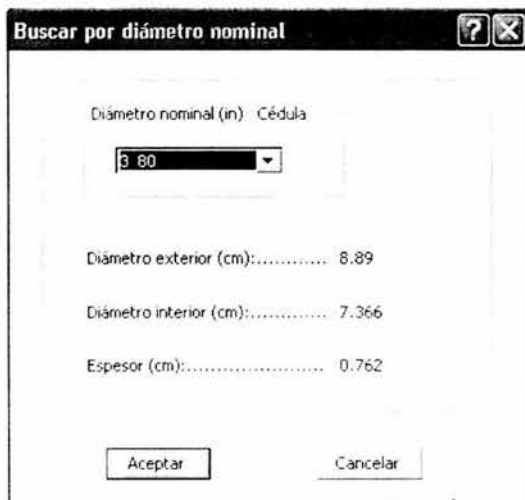 Buscar por diámetro nominal
Diámetro nominal (in) Cédula
3 80
Diámetro exterior (cm):............ 8.89
Diámetro interior (cm):............. 7.366
Espesor (cm):....................... 0.762
Aceptar Cancelar